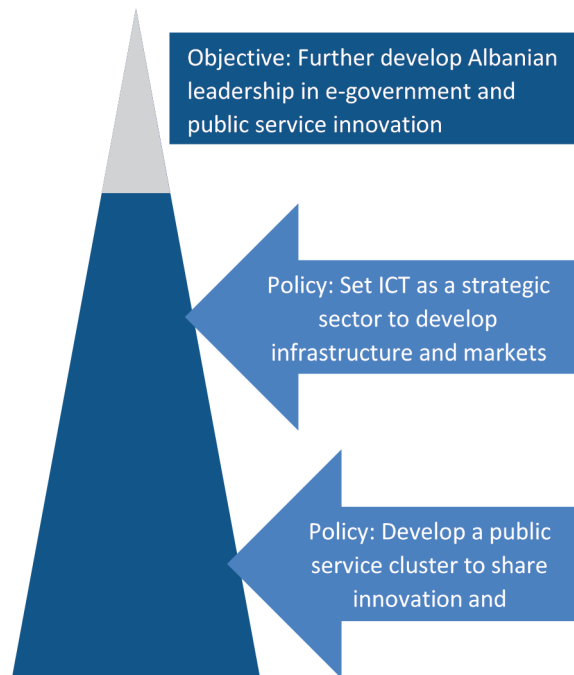 Objective: Further develop Albanian
leadership in e-government and
public service innovation
Policy: Set ICT as a strategic
sector to develop
infrastructure and markets
Policy: Develop a public
service cluster to share
innovation and